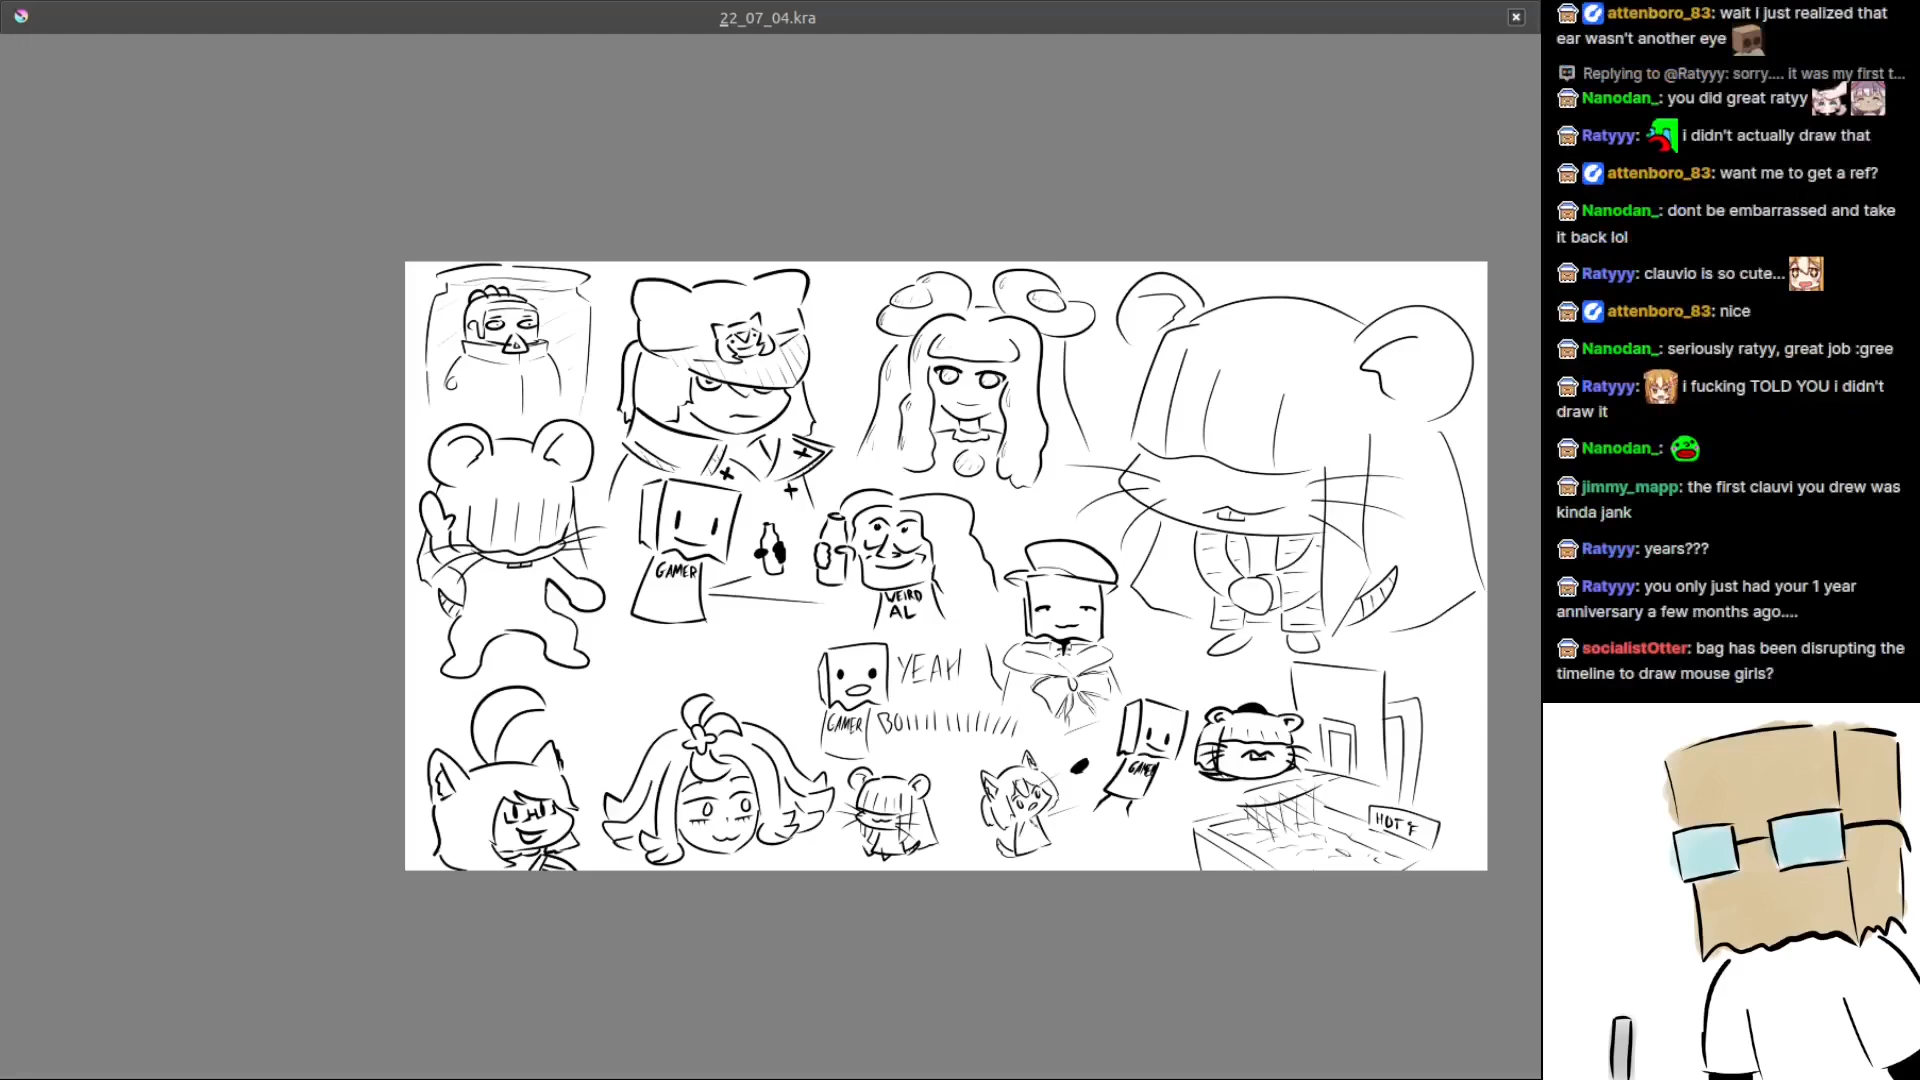 22_07_04.kra
attenboro_83: wait i just realized that
ear wasn't another eye
Replying to @Ratyyy: sorry.... it was my first t...
Nanodan_: you did great ratyy
Ratyyy: i didn't actually draw that
attenboro_83: want me to get a ref?
Nanodan_: dont be embarrassed and take
it back lol
Ratyyy: clauvio is so cute...
attenboro_83: nice
Nanodan_: seriously ratyy, great job :gree
Ratyyy: i fucking TOLD YOU i didn't
draw it
Nanodan_:
jimmy_mapp: the first clauvi you drew was
kinda jank
Ratyyy: years???
Ratyyy: you only just had your 1 year
anniversary a few months ago....
socialistOtter: bag has been disrupting the
timeline to draw mouse girls?
GAMER
WEIRD
AL
YEAH
GAMER
GAMER
HOT